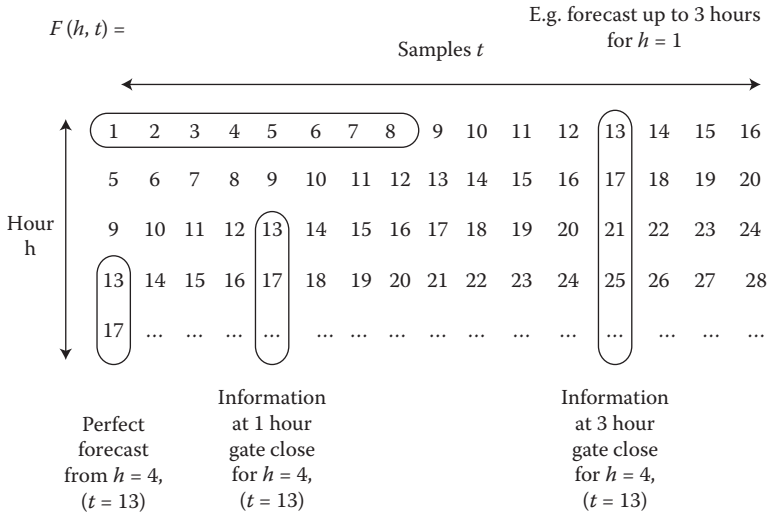 F (h, t) =
E.g. forecast up to 3 hours
for h = 1
Samples t
1 2 3 4 5 6 7 8 9 10 11 12 13 14 15 16
5 6 7 8 9 10 11 12 13 14 15 16 17 18 19 20
Hour
h
9 10 11 12 13 14 15 16 17 18 19 20 21 22 23 24
13 14 15 16 17 18 19 20 21 22 23 24 25 26 27 28
17 ... ... ... ... ... ... ... ... ... ... ... ... ... ... ...
Perfect
forecast
from h = 4,
(t = 13)
Information
at 1 hour
gate close
for h = 4,
(t = 13)
Information
at 3 hour
gate close
for h = 4,
(t = 13)